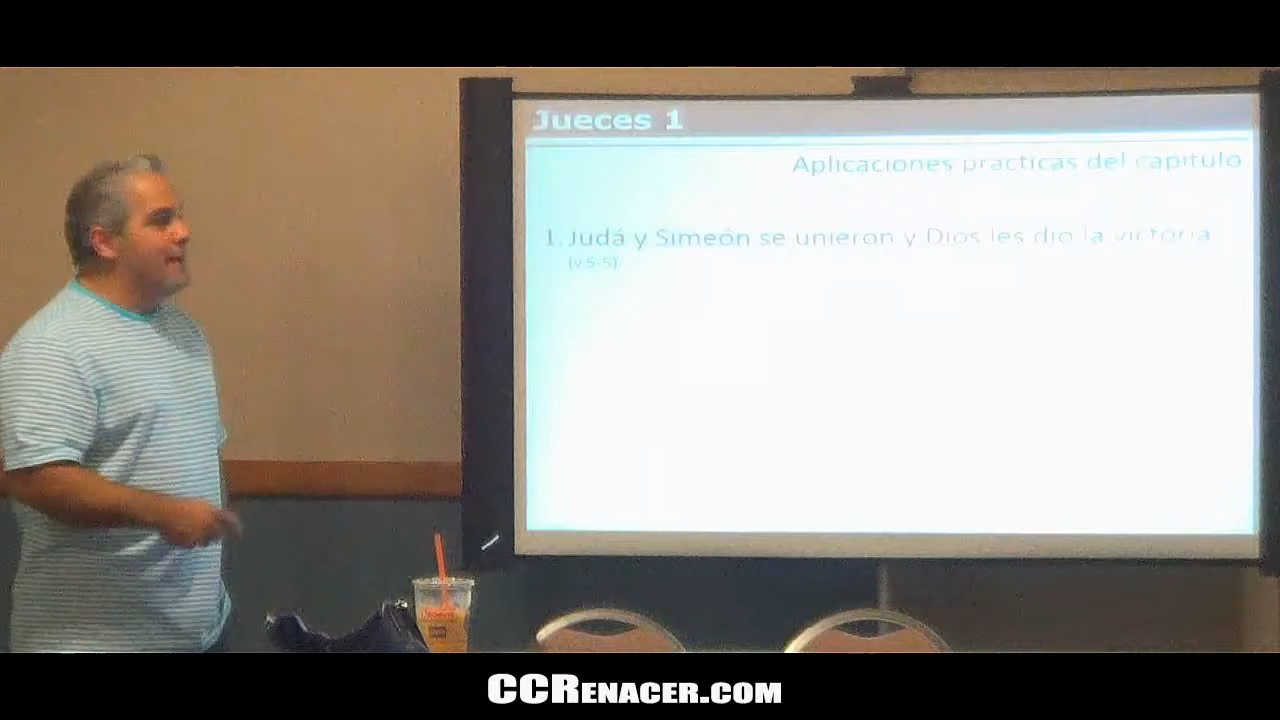 Jueces 1
Aplicaciones practicas del capitulo
1. Judá y Simeón se unieron y Dios les dio la victoria
CCRENACER.COM